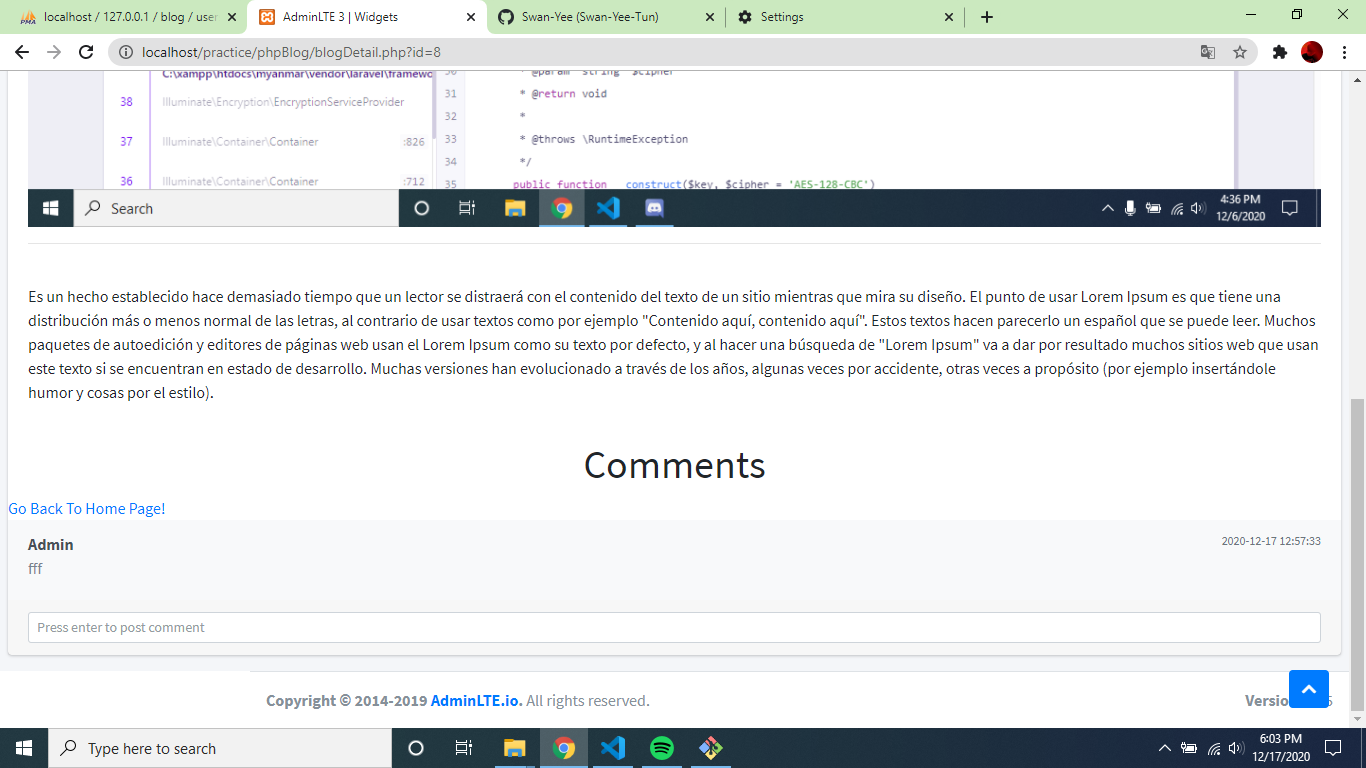 localhost / 127.0.0.1 / blog / user
AdminLTE 3 | Widgets
Swan-Yee (Swan-Yee-Tun)
Settings
localhost/practice/phpBlog/blogDetail.php?id=8
C:\xampp\htdocs\myanmar\vendor\laravel\framewo
30 * @param string $cipher
38 Illuminate\Encryption\EncryptionServiceProvider
31 * @return void
32 *
37 Illuminate\Container\Container :826
33 * @throws \RuntimeException
34 */
36 Illuminate\Container\Container :712
35 public function __construct($key, $cipher = 'AES-128-CBC')
Search
4:36 PM
12/6/2020
Es un hecho establecido hace demasiado tiempo que un lector se distraerá con el contenido del texto de un sitio mientras que mira su diseño. El punto de usar Lorem Ipsum es que tiene una
distribución más o menos normal de las letras, al contrario de usar textos como por ejemplo "Contenido aquí, contenido aquí". Estos textos hacen parecerlo un español que se puede leer. Muchos
paquetes de autoedición y editores de páginas web usan el Lorem Ipsum como su texto por defecto, y al hacer una búsqueda de "Lorem Ipsum" va a dar por resultado muchos sitios web que usan
este texto si se encuentran en estado de desarrollo. Muchas versiones han evolucionado a través de los años, algunas veces por accidente, otras veces a propósito (por ejemplo insertándole
humor y cosas por el estilo).
Comments
Go Back To Home Page!
Admin
2020-12-17 12:57:33
fff
Press enter to post comment
Copyright © 2014-2019 AdminLTE.io. All rights reserved.
Versio
Type here to search
6:03 PM
12/17/2020